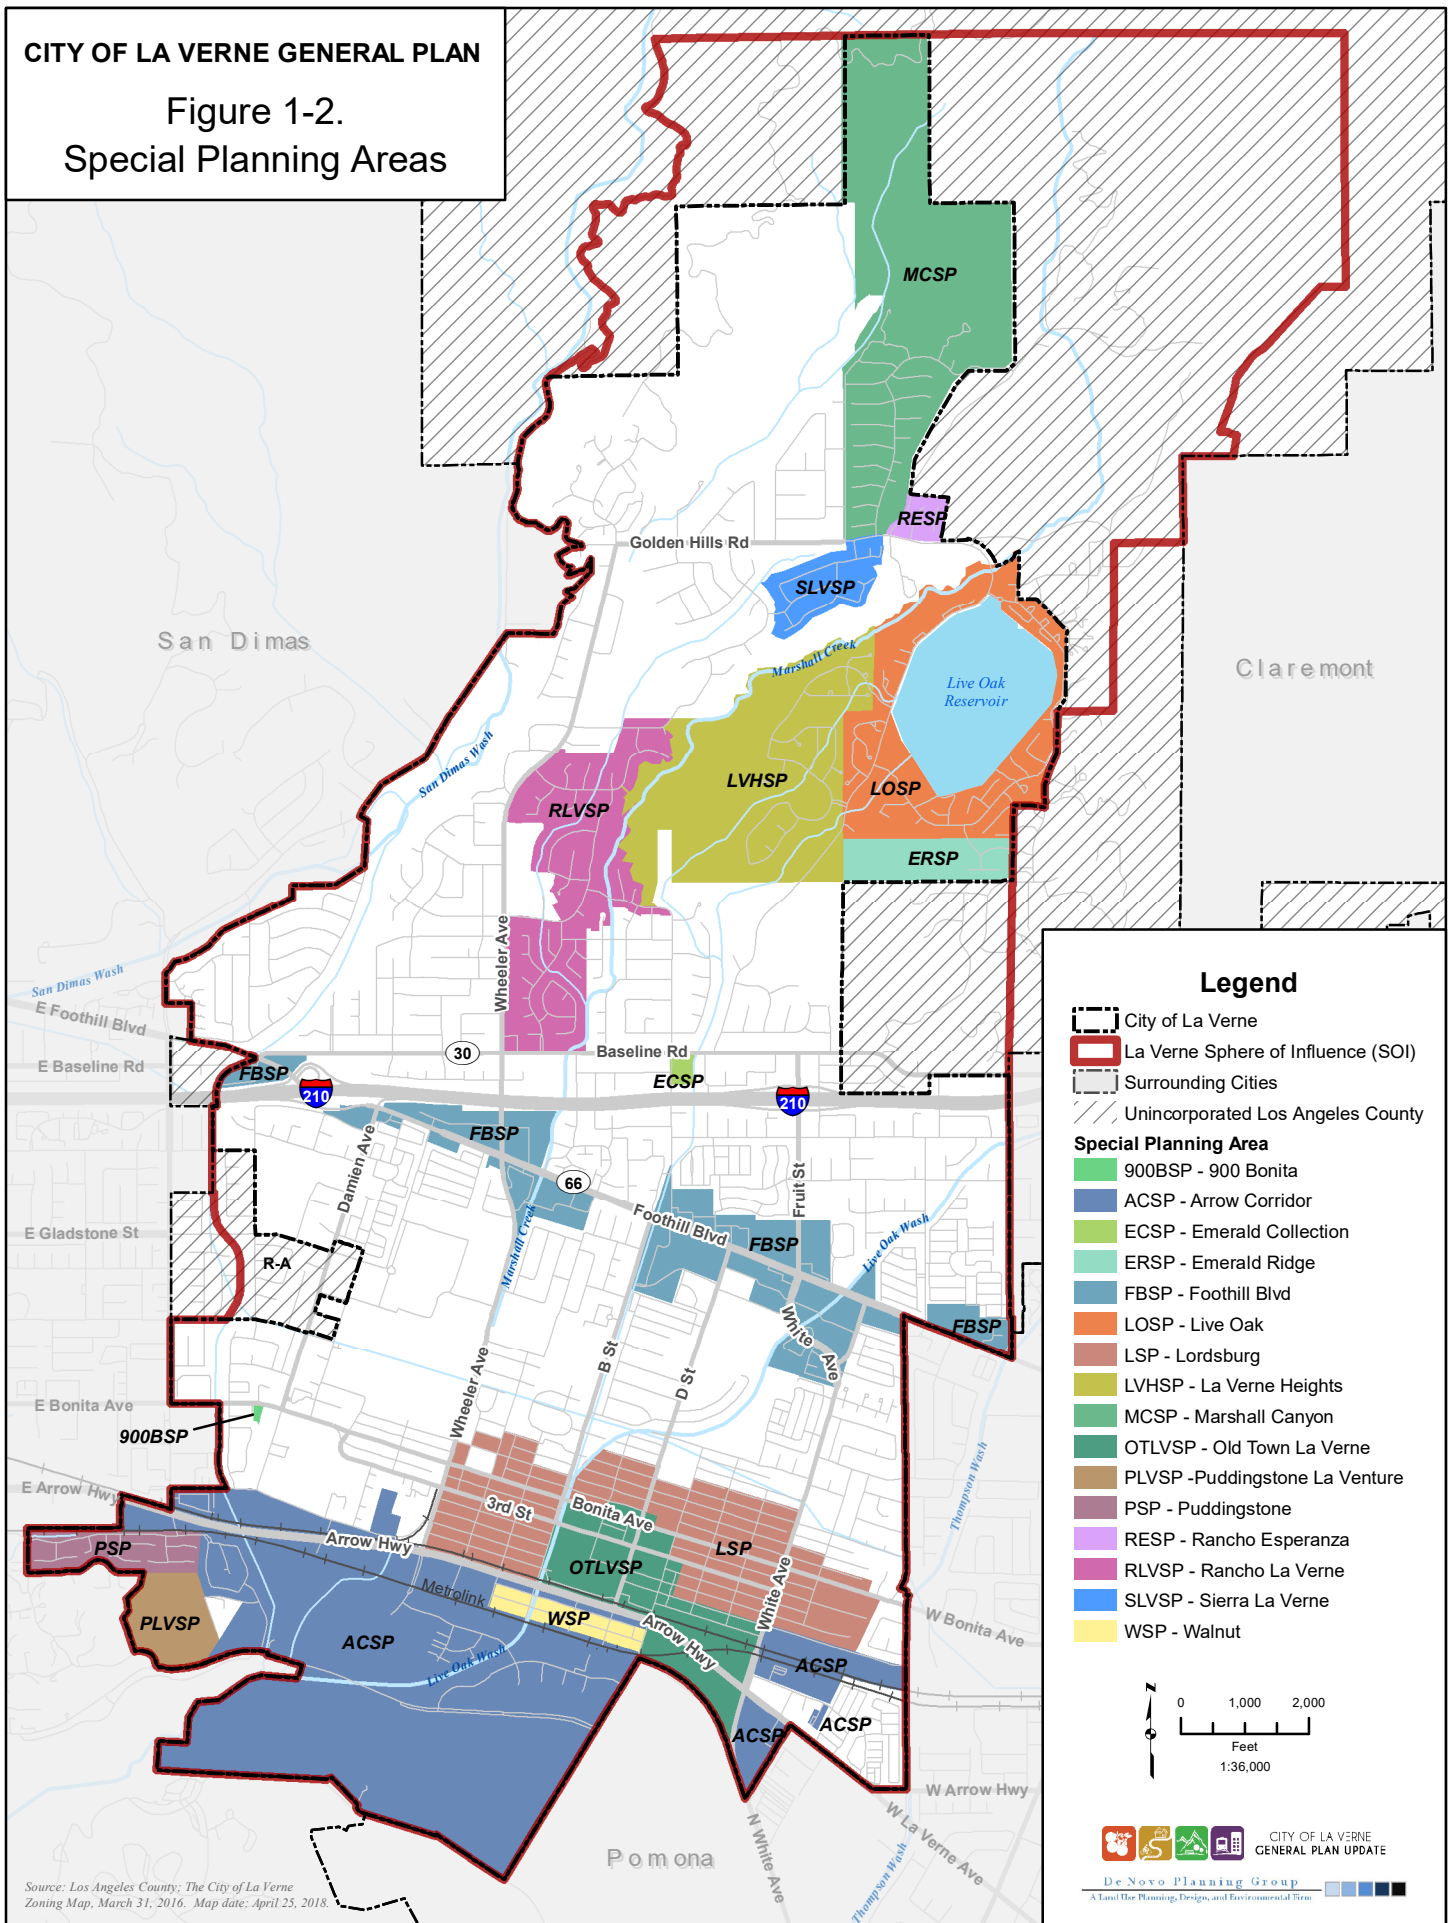 CITY OF LA VERNE GENERAL PLAN
Figure 1-2.
Special Planning Areas
MCSP
RESP
Golden Hills Rd
SLVSP
San Dimas
Marshall Creek
Claremont
Live Oak
Reservoir
San Dimas Wash
LVHSP
LOSP
RLVSP
ERSP
Wheeler Ave
San Dimas Wash
E Foothill Blvd
E Baseline Rd
30
Baseline Rd
FBSP
ECSP
210
210
FBSP
Damien Ave
66
Fruit St
Foothill Blvd
Marshall Creek
E Gladstone St
FBSP
Live Oak Wash
R-A
White Ave
FBSP
B St
D St
Wheeler Ave
E Bonita Ave
900BSP
Thompson Wash
E Arrow Hwy
3rd St
Bonita Ave
Arrow Hwy
LSP
PSP
OTLVSP
Metrolink
White Ave
WSP
W Bonita Ave
PLVSP
Arrow Hwy
ACSP
Live Oak Wash
ACSP
ACSP
ACSP
W Arrow Hwy
W La Verne Ave
N White Ave
Pomona
Thompson Wash
Source: Los Angeles County; The City of La Verne
Zoning Map, March 31, 2016. Map date: April 25, 2018.
Legend
City of La Verne
La Verne Sphere of Influence (SOI)
Surrounding Cities
Unincorporated Los Angeles County
Special Planning Area
900BSP - 900 Bonita
ACSP - Arrow Corridor
ECSP - Emerald Collection
ERSP - Emerald Ridge
FBSP - Foothill Blvd
LOSP - Live Oak
LSP - Lordsburg
LVHSP - La Verne Heights
MCSP - Marshall Canyon
OTLVSP - Old Town La Verne
PLVSP -Puddingstone La Venture
PSP - Puddingstone
RESP - Rancho Esperanza
RLVSP - Rancho La Verne
SLVSP - Sierra La Verne
WSP - Walnut
N
0 1,000 2,000
Feet
1:36,000
CITY OF LA VERNE
GENERAL PLAN UPDATE
De Novo Planning Group
A Land Use Planning, Design, and Environmental Firm